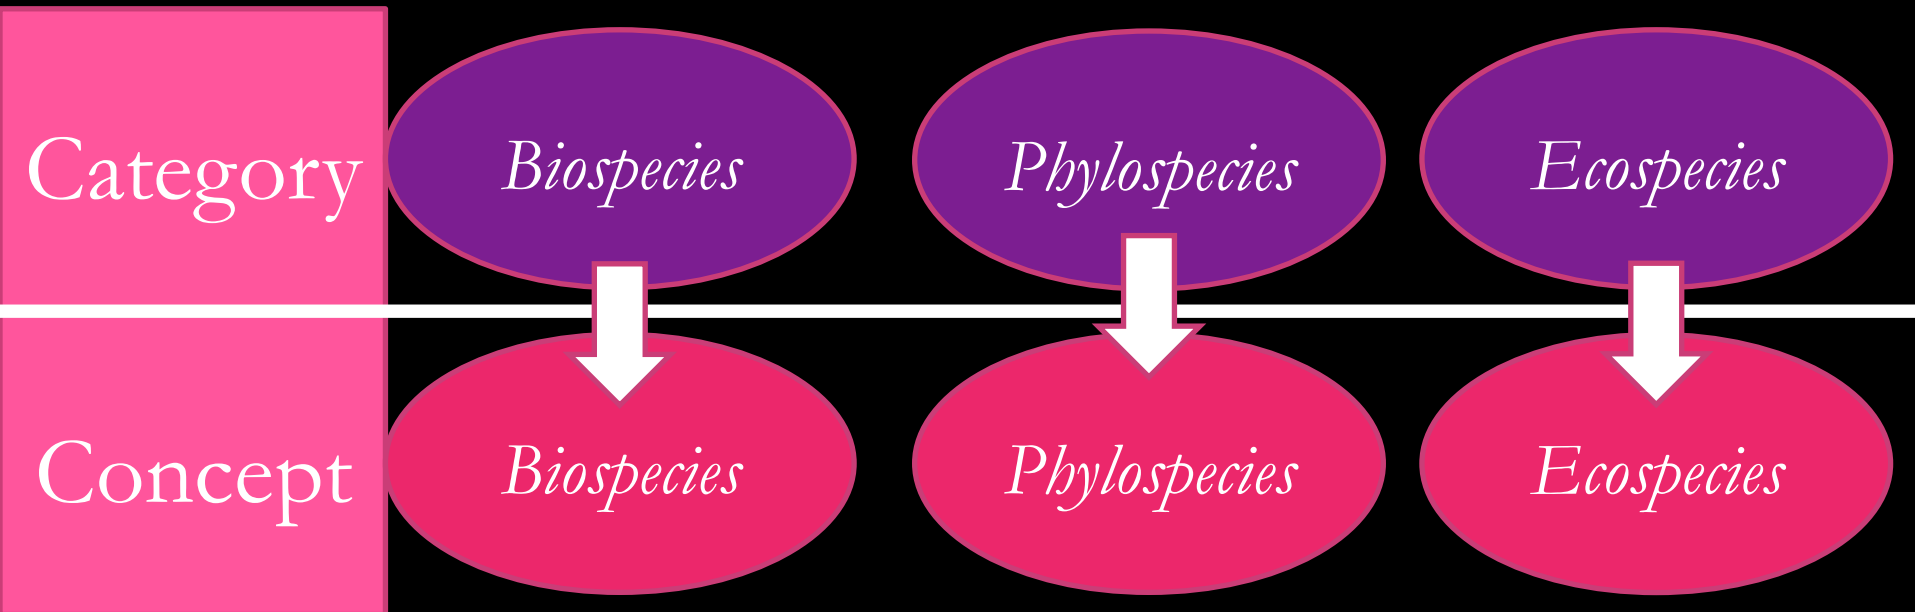 Category
Biospecies
Phylospecies
Ecospecies
Concept
Biospecies
Phylospecies
Ecospecies